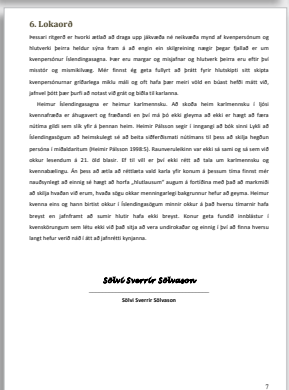 6. Lokaorð
Þessari ritgerð er hvorki ætlað að draga upp jákvæða né neikvæða mynd af kvenpersónum og
hlutverki þeirra heldur sýna fram á að engin ein skilgreining nægir þegar fjallað er um
kvenpersónur Íslendingasagna. Þær eru margar og misjafnar og hlutverk þeirra eru eftir því
misstór og mismikilvæg. Mér finnst ég geta fullyrt að þrátt fyrir hlutskipti sitt skipta
kvenpersónurnar gríðarlega miklu máli og oft hafa þær meiri völd en búast mætti við,
jafnvel þótt þær þurfi að notast við grát og biðla til karlanna.
Heimur Íslendingasagna er heimur karlmennsku. Að skoða heim karlmennsku í ljósi
kvennafræða er áhugavert og fræðandi en því má þó ekki gleyma að ekki er hægt að færa
nútíma gildi sem slík yfir á þennan heim. Heimir Pálsson segir í inngangi að bók sinni Lykli að
Íslendingasögum að heimskulegt sé að beita siðferðismati nútímans til þess að skilja hegðun
persóna í miðaldaritum (Heimir Pálsson 1998:5). Raunveruleikinn var ekki sá sami og sá sem við
okkur lesendum á 21. öld blasir. Ef til vill er því ekki rétt að tala um karlmennsku og
kvennabælingu. Án þess að ætla að réttlæta vald karla yfir konum á þessum tíma finnst mér
nauðsynlegt að einnig sé hægt að horfa „hlutlausum“ augum á fortíðina með það að markmiði
að skilja hvaðan við erum, hvaða sögu okkar menningarlegi bakgrunnur hefur að geyma. Heimur
kvenna eins og hann birtist okkur í Íslendingasögum minnir okkur á það hversu tímarnir hafa
breyst en jafnframt að sumir hlutir hafa ekki breyst. Konur geta fundið innblástur í
kvenskörungum sem létu ekki við það sitja að vera undirokaðar og einnig í því að finna hversu
langt hefur verið náð í átt að jafnrétti kynjanna.
Sölvi Sverrir Sölvason
Sölvi Sverrir Sölvason
7